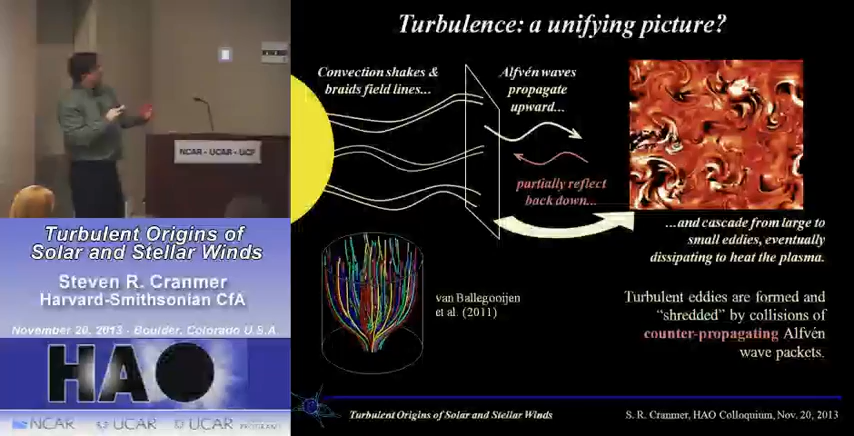 Turbulence: a unifying picture?
Convection shakes &
braids field lines...
Alfvén waves
propagate
upward...
partially reflect
back down...
...and cascade from large to
small eddies, eventually
dissipating to heat the plasma.
van Ballegooijen
et al. (2011)
Turbulent eddies are formed and
“shredded” by collisions of
counter-propagating Alfvén
wave packets.
Turbulent Origins of Solar and Stellar Winds
S. R. Cranmer, HAO Colloquium, Nov. 20, 2013
NCAR - UCAR - UCP
Turbulent Origins of
Solar and Stellar Winds
Steven R. Cranmer
Harvard-Smithsonian CfA
November 20, 2013 - Boulder, Colorado U.S.A.
HAO
NCAR
UCAR
UCAR